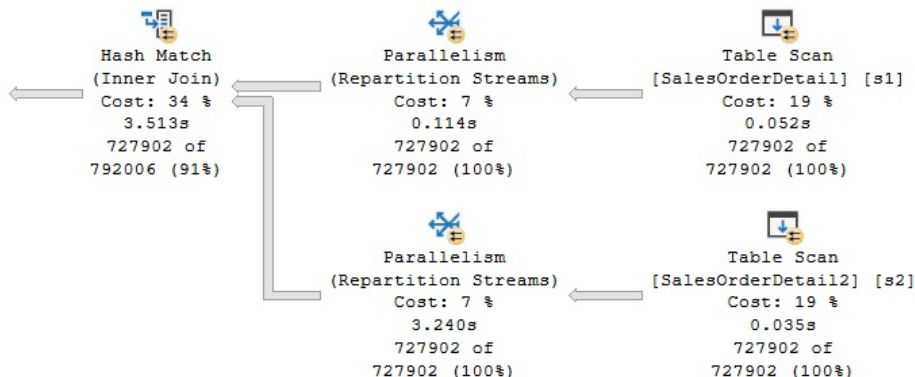 Hash Match
(Inner Join)
Cost: 34 %
3.513s
727902 of
792006 (91%)
Parallelism
(Repartition Streams)
Cost: 7 %
0.114s
727902 of
727902 (100%)
Table Scan
[SalesOrderDetail] [s1]
Cost: 19 %
0.052s
727902 of
727902 (100%)
Parallelism
(Repartition Streams)
Cost: 7 %
3.240s
727902 of
727902 (100%)
Table Scan
[SalesOrderDetail2] [s2]
Cost: 19 %
0.035s
727902 of
727902 (100%)